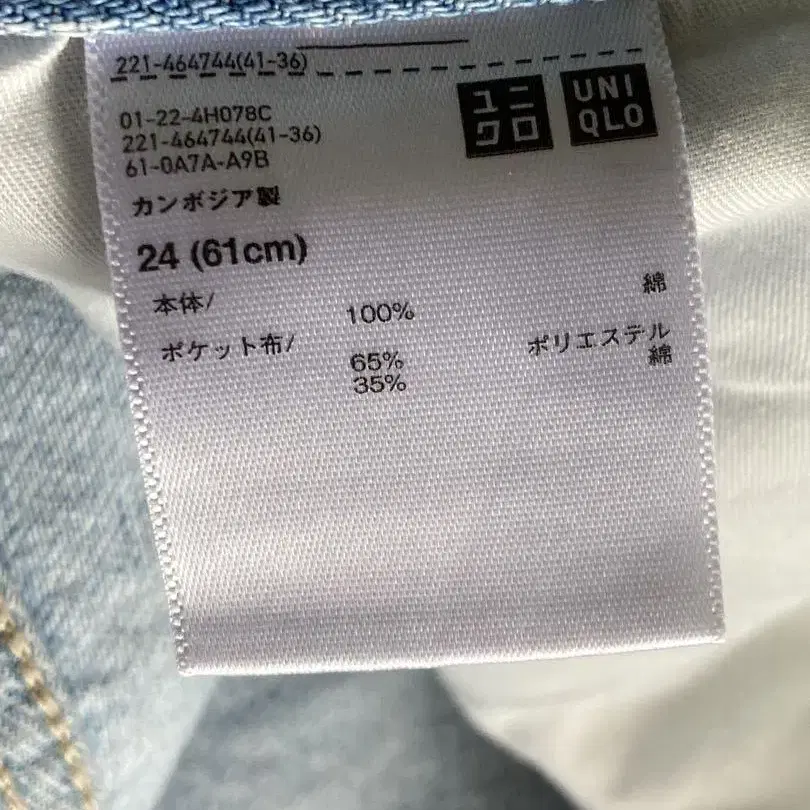 221-464744(41-36)
ユニクロ
UNIQLO
01-22-4H078C
221-464744(41-36)
61-0A7A-A9B
カンボジア製
24 (61cm)
本体/
100% 綿
ポケット布/
65% ポリエステル
35% 綿